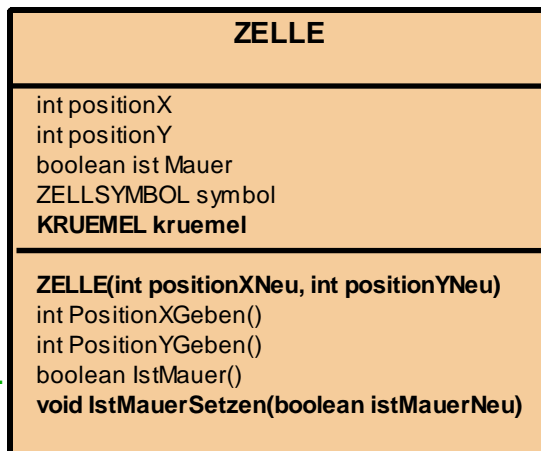 ZELLE
int positionX
int positionY
boolean ist Mauer
ZELLSYMBOL symbol
KRUEMEL kruemel
ZELLE(int positionXNeu, int positionYNeu)
int PositionXGeben()
int PositionYGeben()
boolean IstMauer()
void IstMauerSetzen(boolean istMauerNeu)